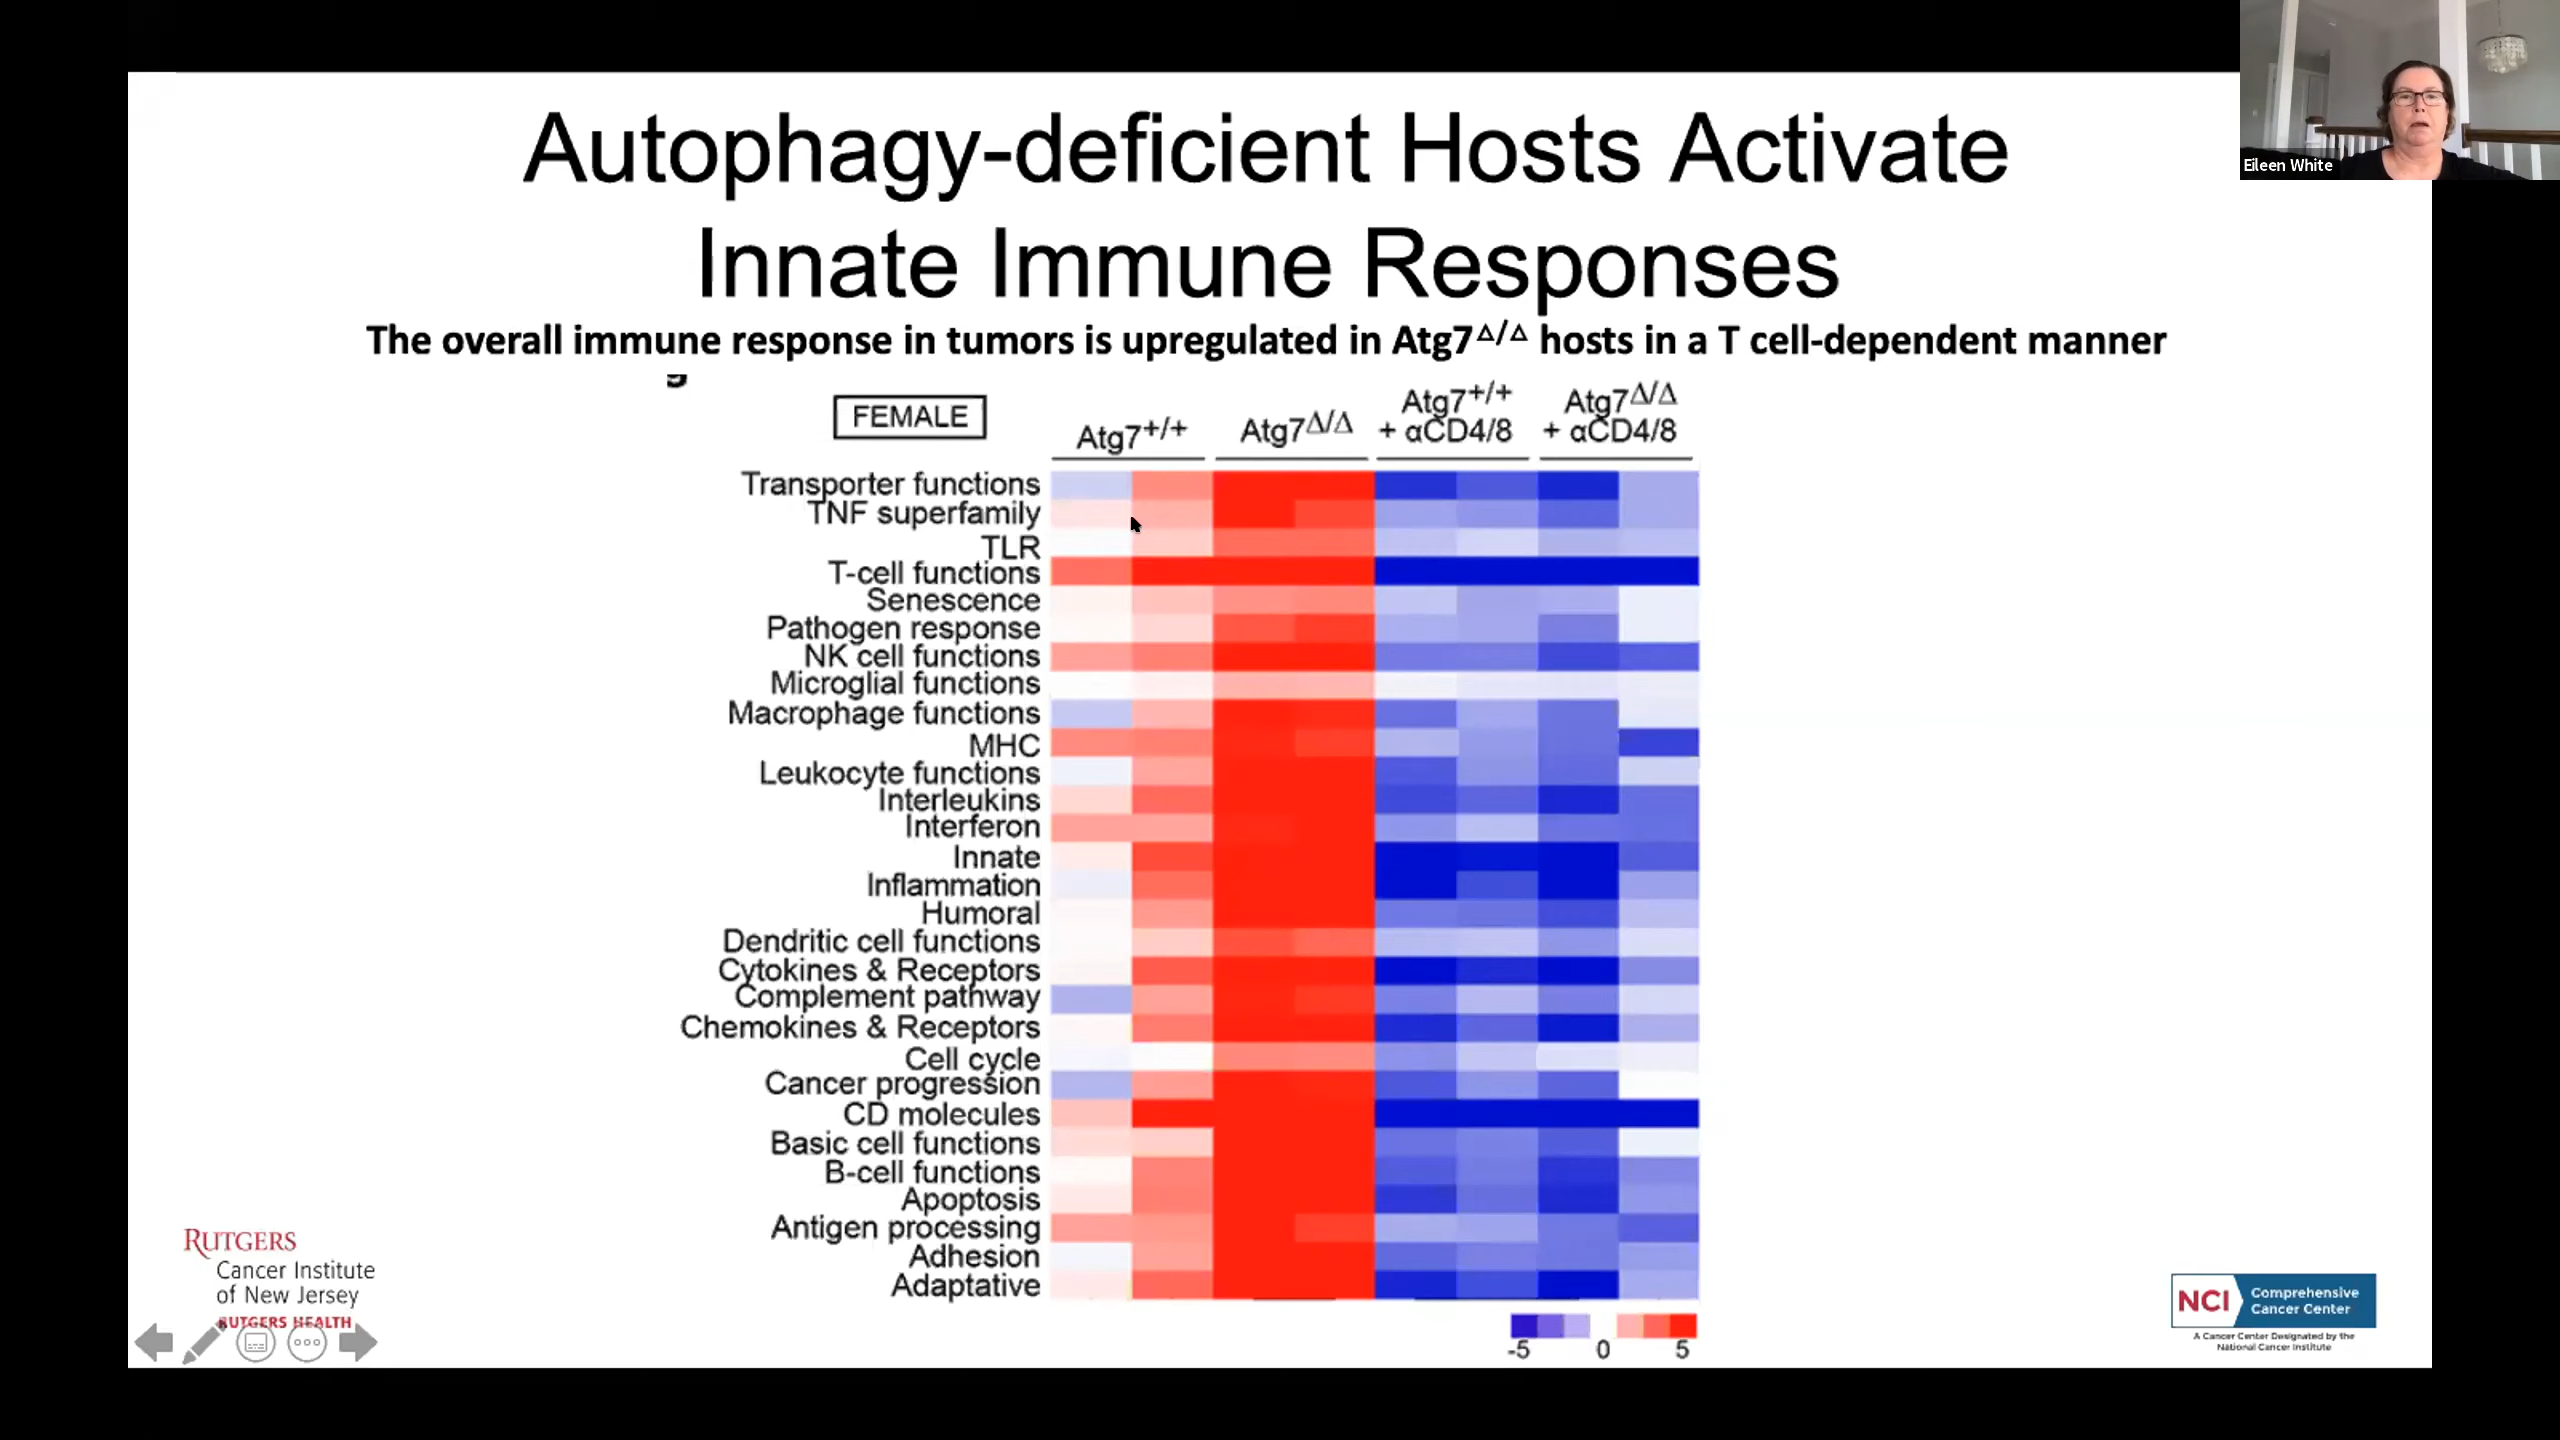 Autophagy-deficient Hosts Activate
Innate Immune Responses
The overall immune response in tumors is upregulated in Atg7Δ/Δ hosts in a T cell-dependent manner
Eileen White
FEMALE
Atg7+/+
Atg7Δ/Δ
Atg7+/+
+ αCD4/8
Atg7Δ/Δ
+ αCD4/8
Transporter functions
TNF superfamily
TLR
T-cell functions
Senescence
Pathogen response
NK cell functions
Microglial functions
Macrophage functions
MHC
Leukocyte functions
Interleukins
Interferon
Innate
Inflammation
Humoral
Dendritic cell functions
Cytokines & Receptors
Complement pathway
Chemokines & Receptors
Cell cycle
Cancer progression
CD molecules
Basic cell functions
B-cell functions
Apoptosis
Antigen processing
Adhesion
Adaptative
-5 0 5
RUTGERS
Cancer Institute
of New Jersey
RUTGERS HEALTH
NCI
Comprehensive
Cancer Center
A Cancer Center Designated by the
National Cancer Institute